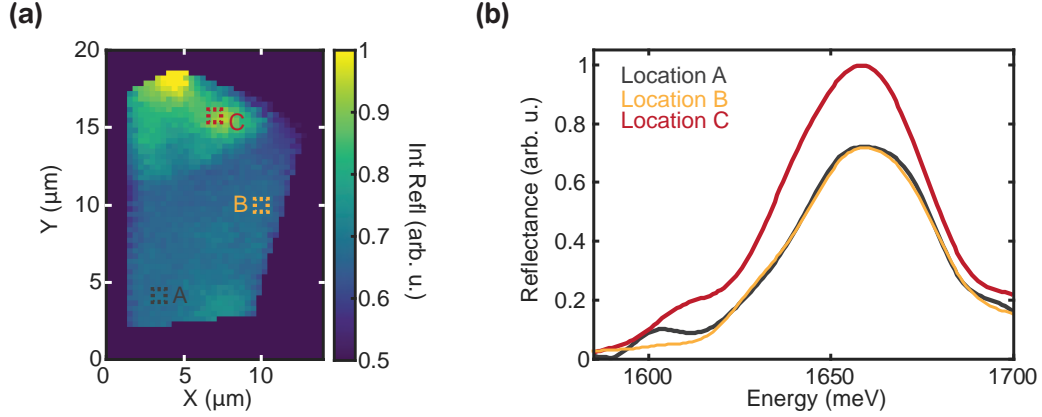 (a)
20
15
10
5
0
Y (µm)
0
5
10
X (µm)
A
B
C
1
0.9
0.8
0.7
0.6
0.5
Int Refl (arb. u.)
(b)
Location A
Location B
Location C
1
0.8
0.6
0.4
0.2
0
Reflectance (arb. u.)
1600
1650
1700
Energy (meV)